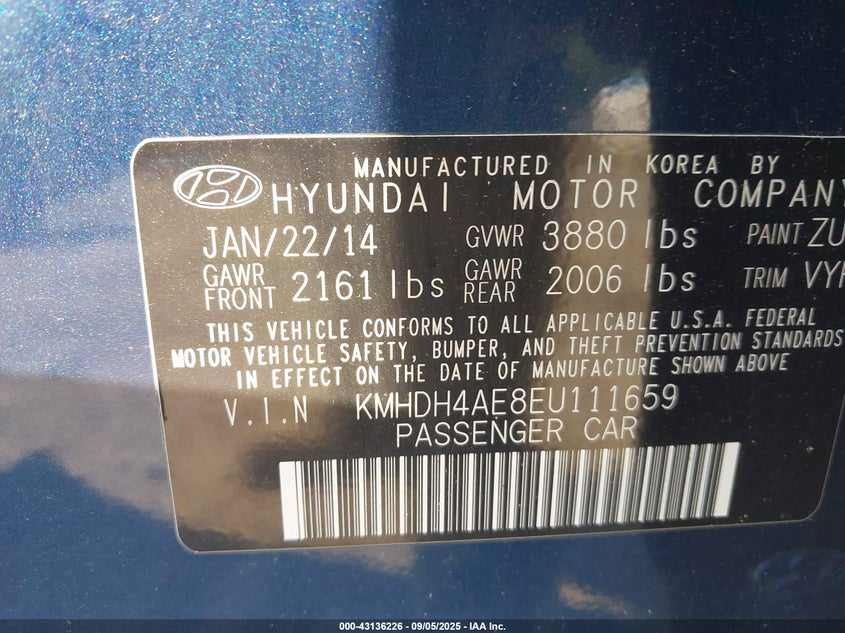 MANUFACTURED IN KOREA BY
HYUNDAI MOTOR COMPANY
JAN/22/14 GVWR 3880 lbs PAINT ZU
GAWR FRONT 2161 lbs GAWR REAR 2006 lbs TRIM VYR
THIS VEHICLE CONFORMS TO ALL APPLICABLE U.S.A. FEDERAL
MOTOR VEHICLE SAFETY, BUMPER, AND THEFT PREVENTION STANDARDS
IN EFFECT ON THE DATE OF MANUFACTURE SHOWN ABOVE
V.I.N KMHDH4AE8EU111659
PASSENGER CAR
000-43136226 - 09/05/2025 - IAA Inc.